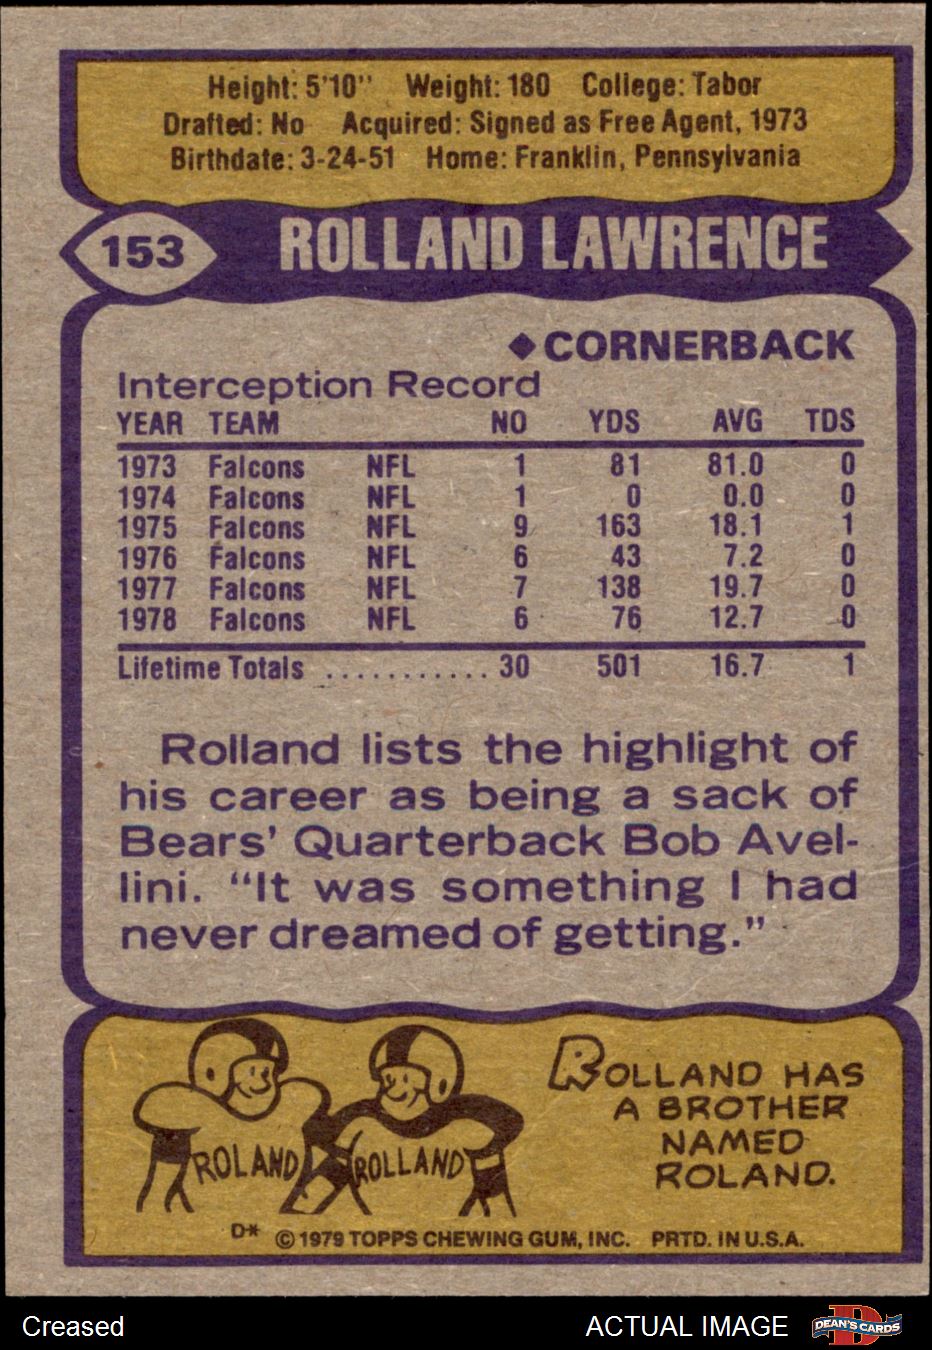 Height: 5'10" Weight: 180 College: Tabor
Drafted: No Acquired: Signed as Free Agent, 1973
Birthdate: 3-24-51 Home: Franklin, Pennsylvania
153 ROLLAND LAWRENCE
◆CORNERBACK
Interception Record
YEAR TEAM NO YDS AVG TDS
1973 Falcons NFL 1 81 81.0 0
1974 Falcons NFL 1 0 0.0 0
1975 Falcons NFL 9 163 18.1 1
1976 Falcons NFL 6 43 7.2 0
1977 Falcons NFL 7 138 19.7 0
1978 Falcons NFL 6 76 12.7 0
Lifetime Totals ........... 30 501 16.7 1
Rolland lists the highlight of
his career as being a sack of
Bears' Quarterback Bob Avel-
lini. "It was something I had
never dreamed of getting."
ROLAND ROLLAND
ROLLAND HAS
A BROTHER
NAMED
ROLAND.
D* ©1979 TOPPS CHEWING GUM, INC. PRTD. IN U.S.A.
Creased ACTUAL IMAGE DEAN'S CARDS